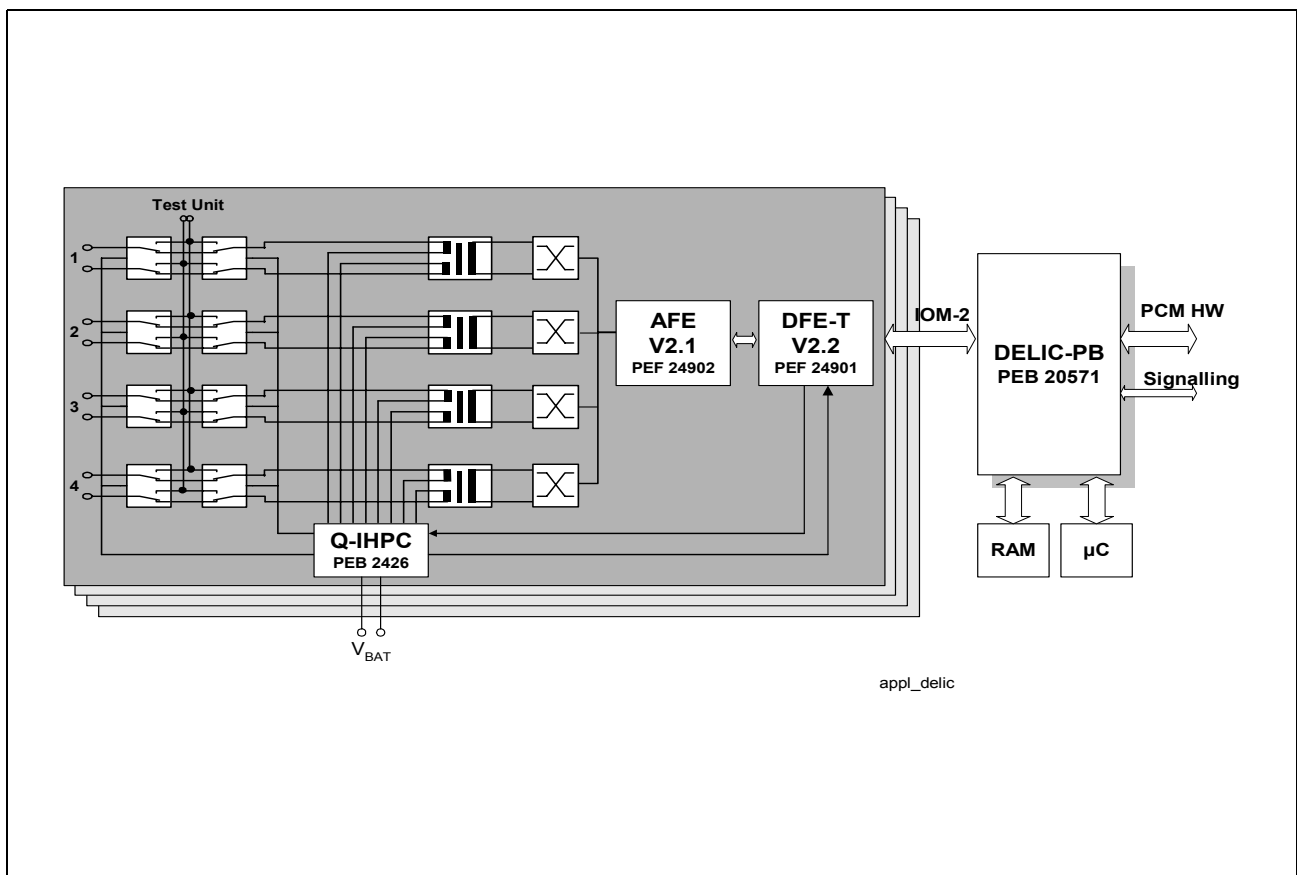 Test Unit
1
2
3
4
AFE
V2.1
PEF 24902
DFE-T
V2.2
PEF 24901
IOM-2
DELIC-PB
PEB 20571
PCM HW
Signalling
Q-IHPC
PEB 2426
RAM
µC
VBAT
appl_delic